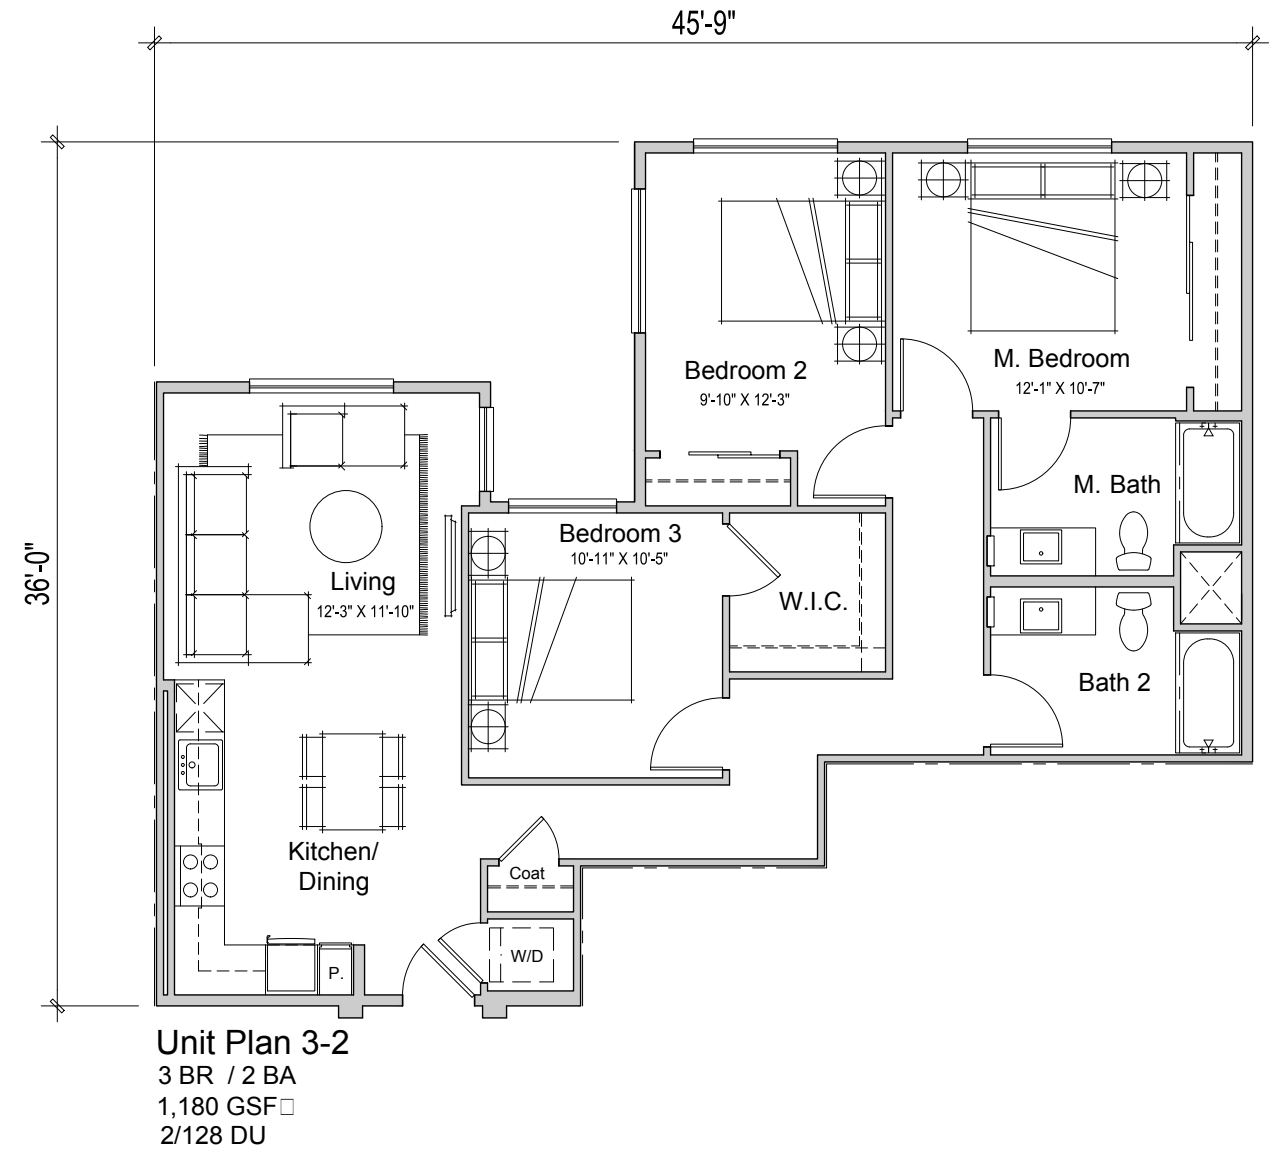 45'-9"
36'-0"
Bedroom 2
9'-10" X 12'-3"
M. Bedroom
12'-1" X 10'-7"
M. Bath
Bedroom 3
10'-11" X 10'-5"
Living
12'-3" X 11'-10"
W.I.C.
Bath 2
Kitchen/
Dining
Coat
W/D
P.
Unit Plan 3-2
3 BR / 2 BA
1,180 GSF□
2/128 DU